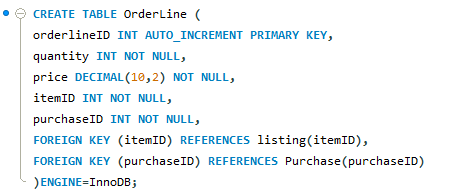 CREATE TABLE OrderLine (
orderlineID INT AUTO_INCREMENT PRIMARY KEY,
quantity INT NOT NULL,
price DECIMAL(10,2) NOT NULL,
itemID INT NOT NULL,
purchaseID INT NOT NULL,
FOREIGN KEY (itemID) REFERENCES listing(itemID),
FOREIGN KEY (purchaseID) REFERENCES Purchase(purchaseID)
)ENGINE=InnoDB;